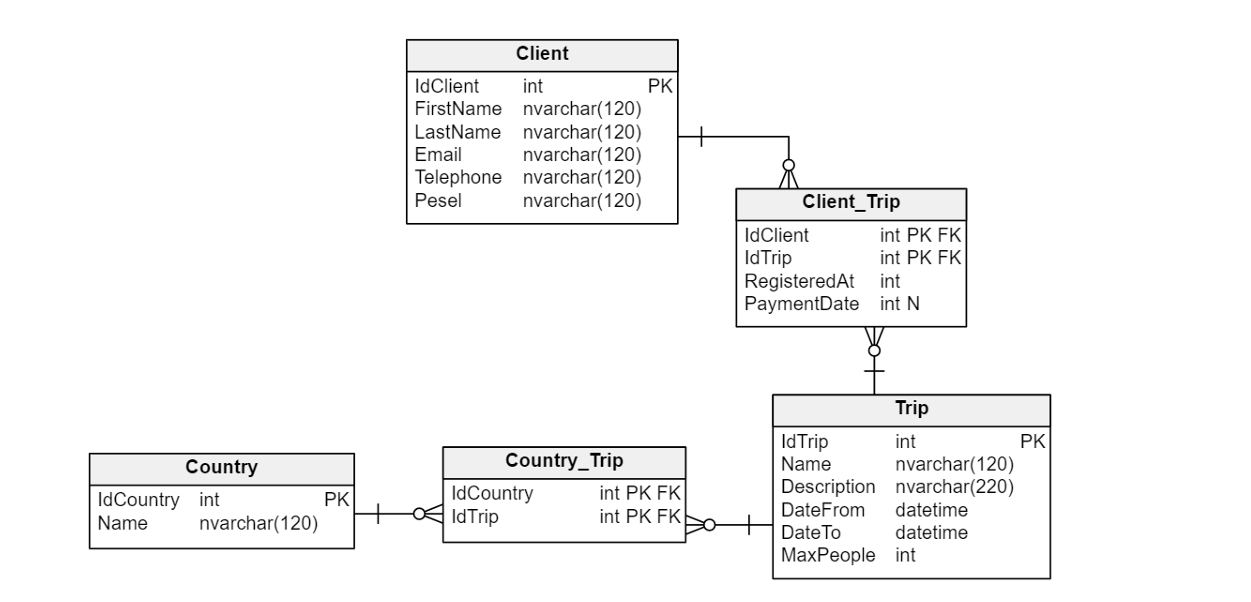 Client
IdClient int PK
FirstName nvarchar(120)
LastName nvarchar(120)
Email nvarchar(120)
Telephone nvarchar(120)
Pesel nvarchar(120)
Client_Trip
IdClient int PK FK
IdTrip int PK FK
RegisteredAt int
PaymentDate int N
Trip
IdTrip int PK
Name nvarchar(120)
Description nvarchar(220)
DateFrom datetime
DateTo datetime
MaxPeople int
Country_Trip
IdCountry int PK FK
IdTrip int PK FK
Country
IdCountry int PK
Name nvarchar(120)